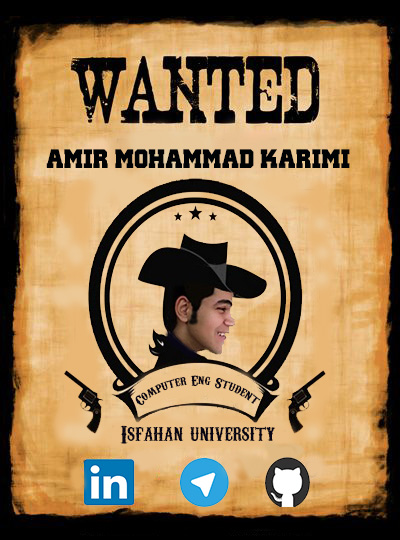 WANTED
AMIR MOHAMMAD KARIMI
COMPUTER ENG STUDENT
ISFAHAN UNIVERSITY
in